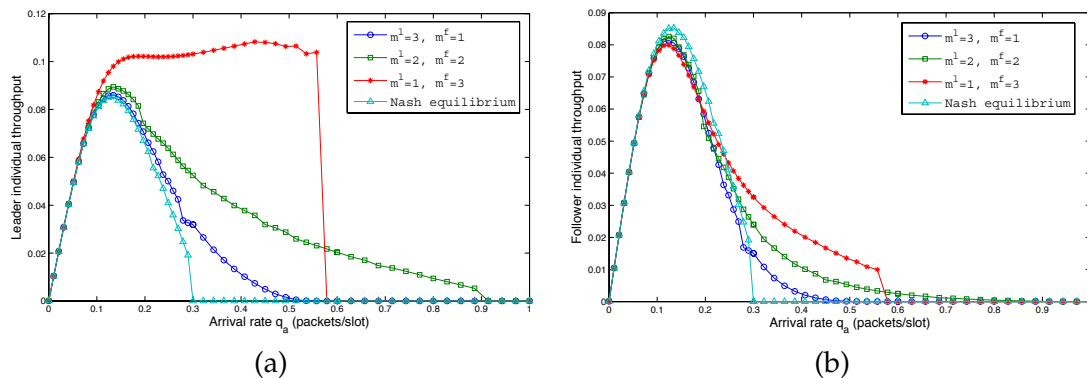 0.12
0.1
0.08
0.06
0.04
0.02
0
Leader individual throughput
0 0.1 0.2 0.3 0.4 0.5 0.6 0.7 0.8 0.9 1
Arrival rate q_a (packets/slot)
m^l=3, m^f=1
m^l=2, m^f=2
m^l=1, m^f=3
Nash equilibrium
(a)
0.09
0.08
0.07
0.06
0.05
0.04
0.03
0.02
0.01
0
Follower individual throughput
0 0.1 0.2 0.3 0.4 0.5 0.6 0.7 0.8 0.9
Arrival rate q_a (packets/slot)
m^l=3, m^f=1
m^l=2, m^f=2
m^l=1, m^f=3
Nash equilibrium
(b)